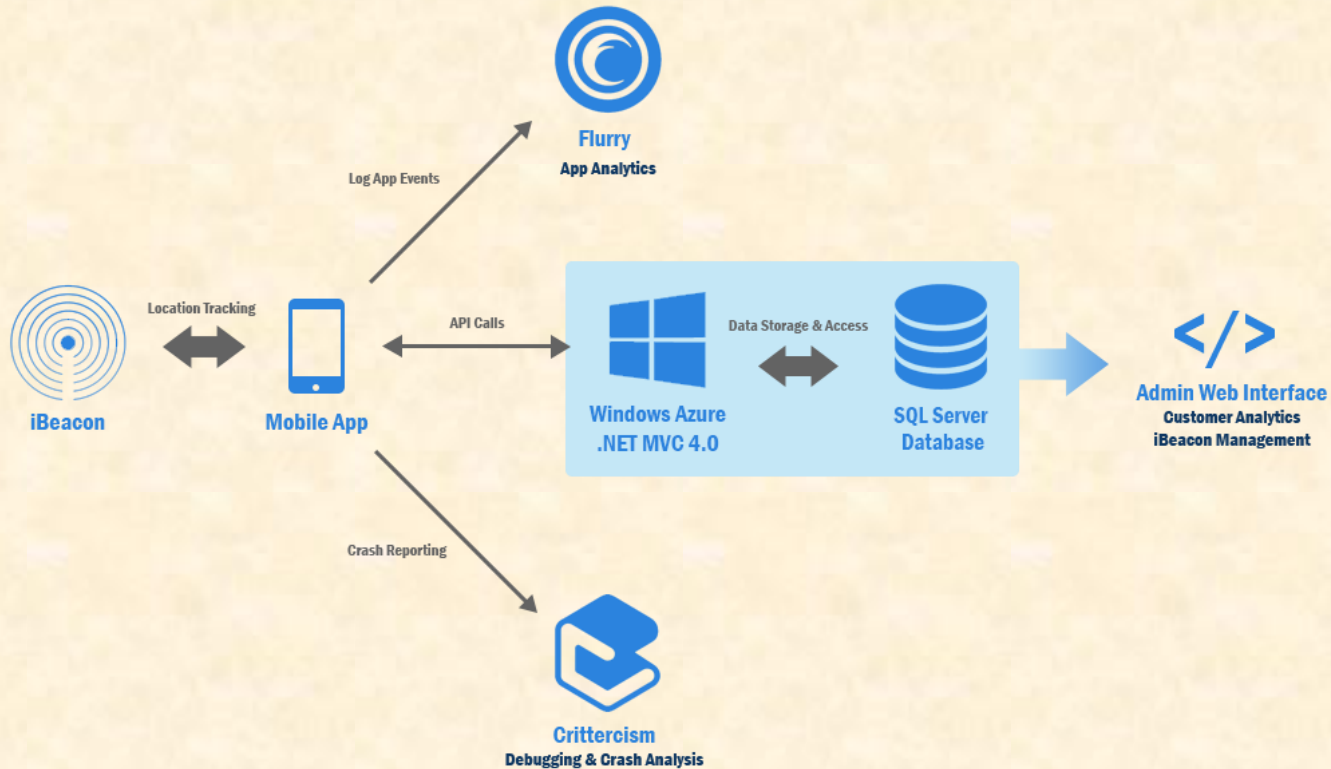 Flurry
App Analytics
Log App Events
Location Tracking
iBeacon
Mobile App
API Calls
Windows Azure
.NET MVC 4.0
Data Storage & Access
SQL Server
Database
</>
Admin Web Interface
Customer Analytics
iBeacon Management
Crash Reporting
Crittercism
Debugging & Crash Analysis